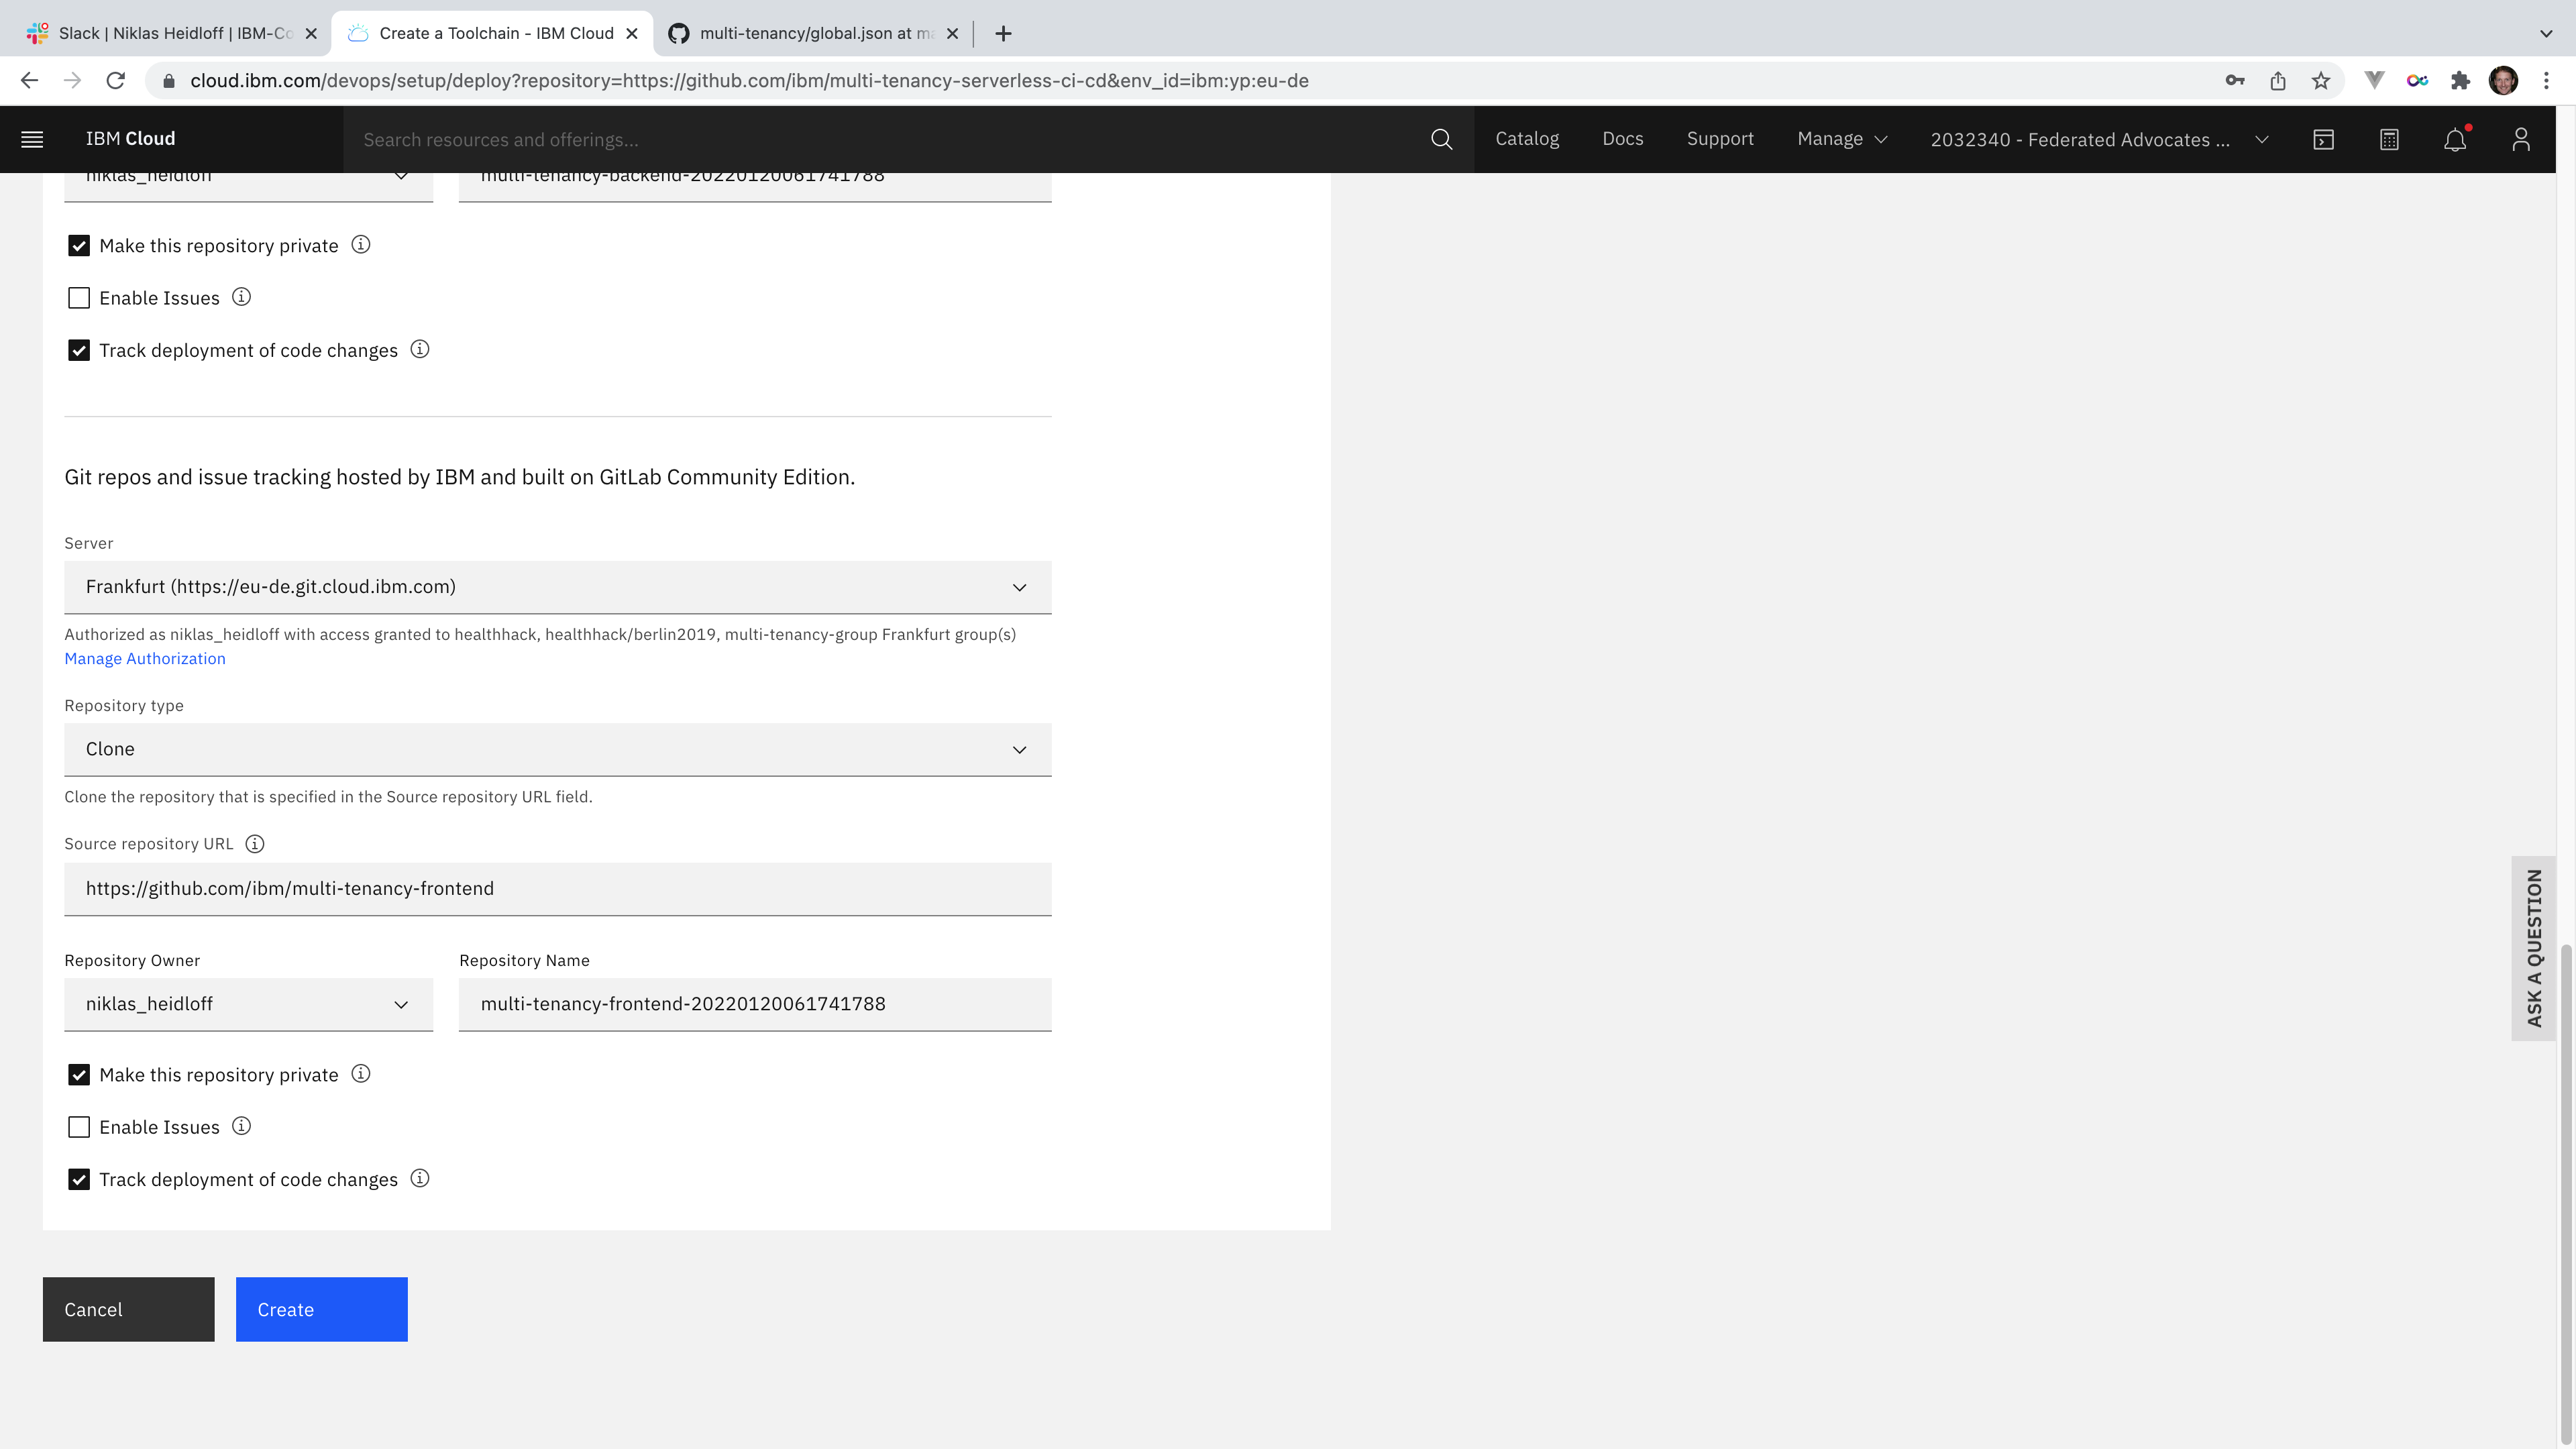 Slack | Niklas Heidloff | IBM-Co
Create a Toolchain - IBM Cloud
multi-tenancy/global.json at ma
cloud.ibm.com/devops/setup/deploy?repository=https://github.com/ibm/multi-tenancy-serverless-ci-cd&env_id=ibm:yp:eu-de
IBM Cloud
Search resources and offerings...
Catalog
Docs
Support
Manage
2032340 - Federated Advocates ...
niklas_heidloff
multi-tenancy-backend-20220120061741788
Make this repository private
Enable Issues
Track deployment of code changes
Git repos and issue tracking hosted by IBM and built on GitLab Community Edition.
Server
Frankfurt (https://eu-de.git.cloud.ibm.com)
Authorized as niklas_heidloff with access granted to healthhack, healthhack/berlin2019, multi-tenancy-group Frankfurt group(s)
Manage Authorization
Repository type
Clone
Clone the repository that is specified in the Source repository URL field.
Source repository URL
https://github.com/ibm/multi-tenancy-frontend
Repository Owner
Repository Name
niklas_heidloff
multi-tenancy-frontend-20220120061741788
Make this repository private
Enable Issues
Track deployment of code changes
Cancel
Create
ASK A QUESTION